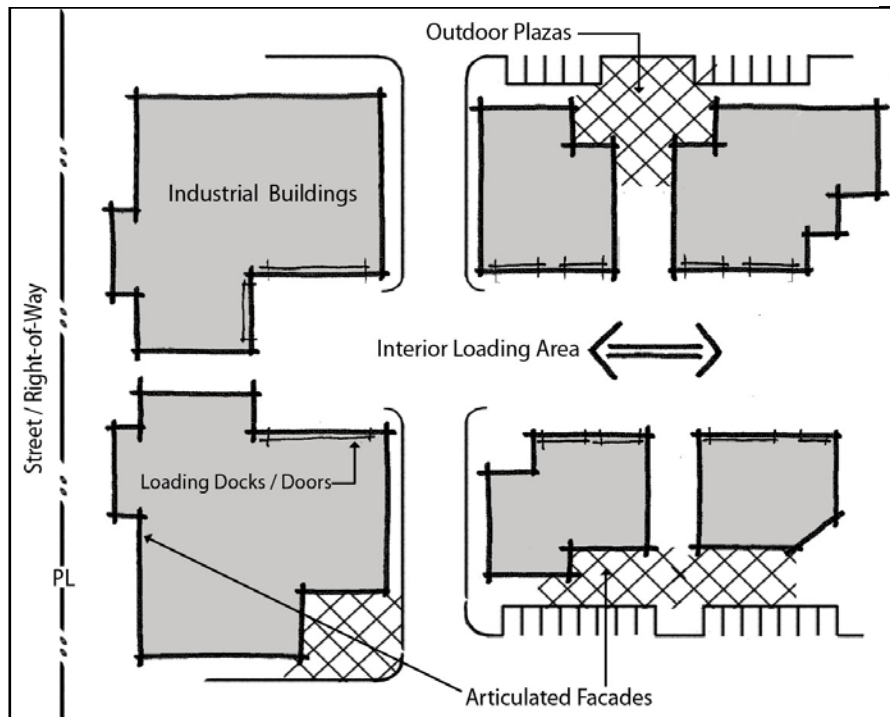 Outdoor Plazas
Industrial Buildings
Street / Right-of-Way
Interior Loading Area
Loading Docks / Doors
PL
Articulated Facades